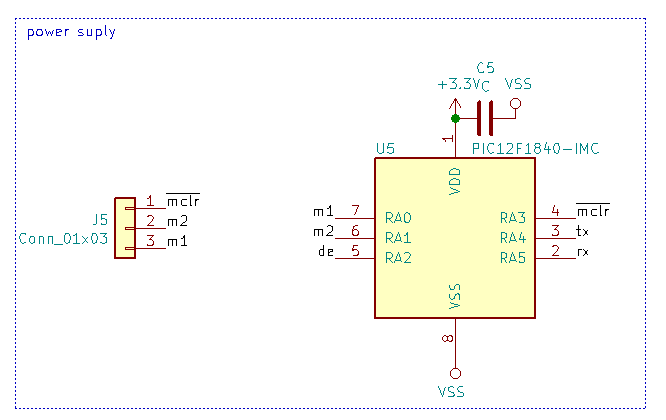 power suply
C5
+3.3V
C
VSS
1
U5
PIC12F1840-IMC
VDD
J5
Conn_01x03
1
mclr
2
m2
3
m1
m1
7
RA0
RA3
4
mclr
m2
6
RA1
RA4
3
tx
de
5
RA2
RA5
2
rx
VSS
8
VSS